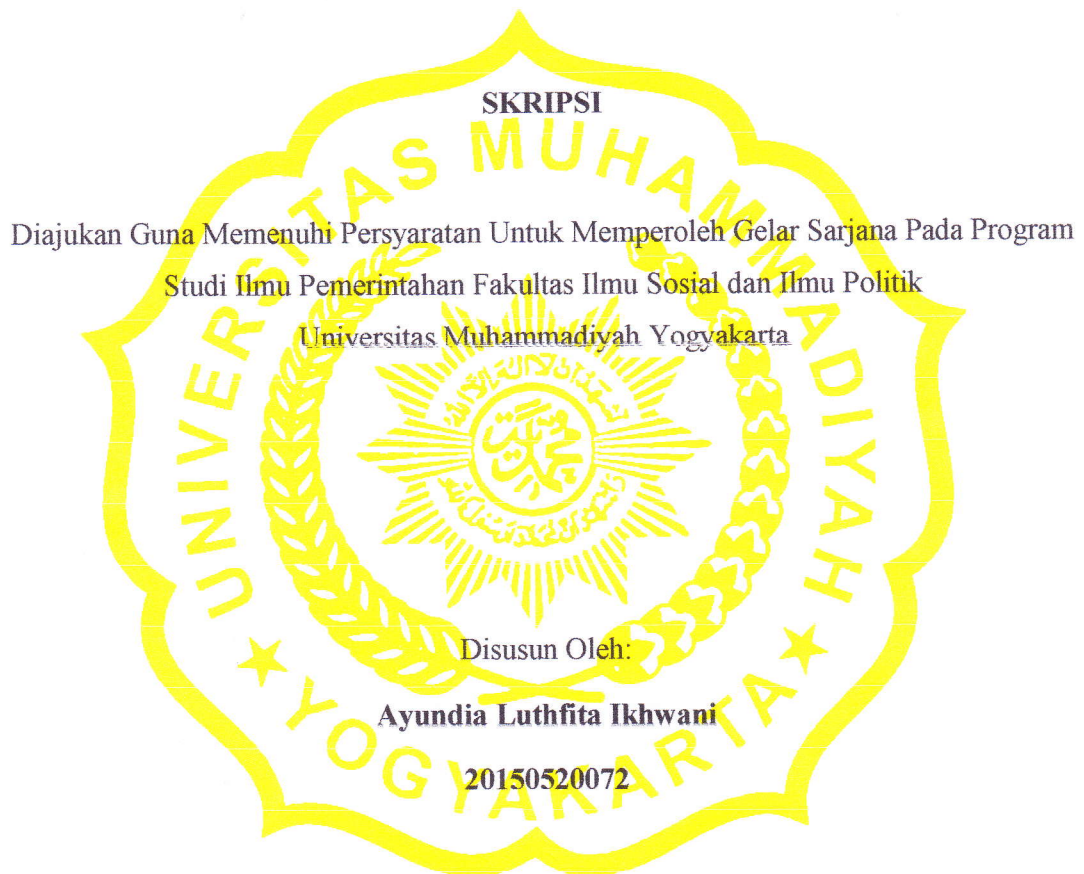 SKRIPSI
UNIVERSITAS MUHAMMADIYAH
Diajukan Guna Memenuhi Persyaratan Untuk Memperoleh Gelar Sarjana Pada Program
Studi Ilmu Pemerintahan Fakultas Ilmu Sosial dan Ilmu Politik
Universitas Muhammadiyah Yogyakarta
Disusun Oleh:
Ayundia Luthfita Ikhwani
20150520072
★ YOGYAKARTA ★